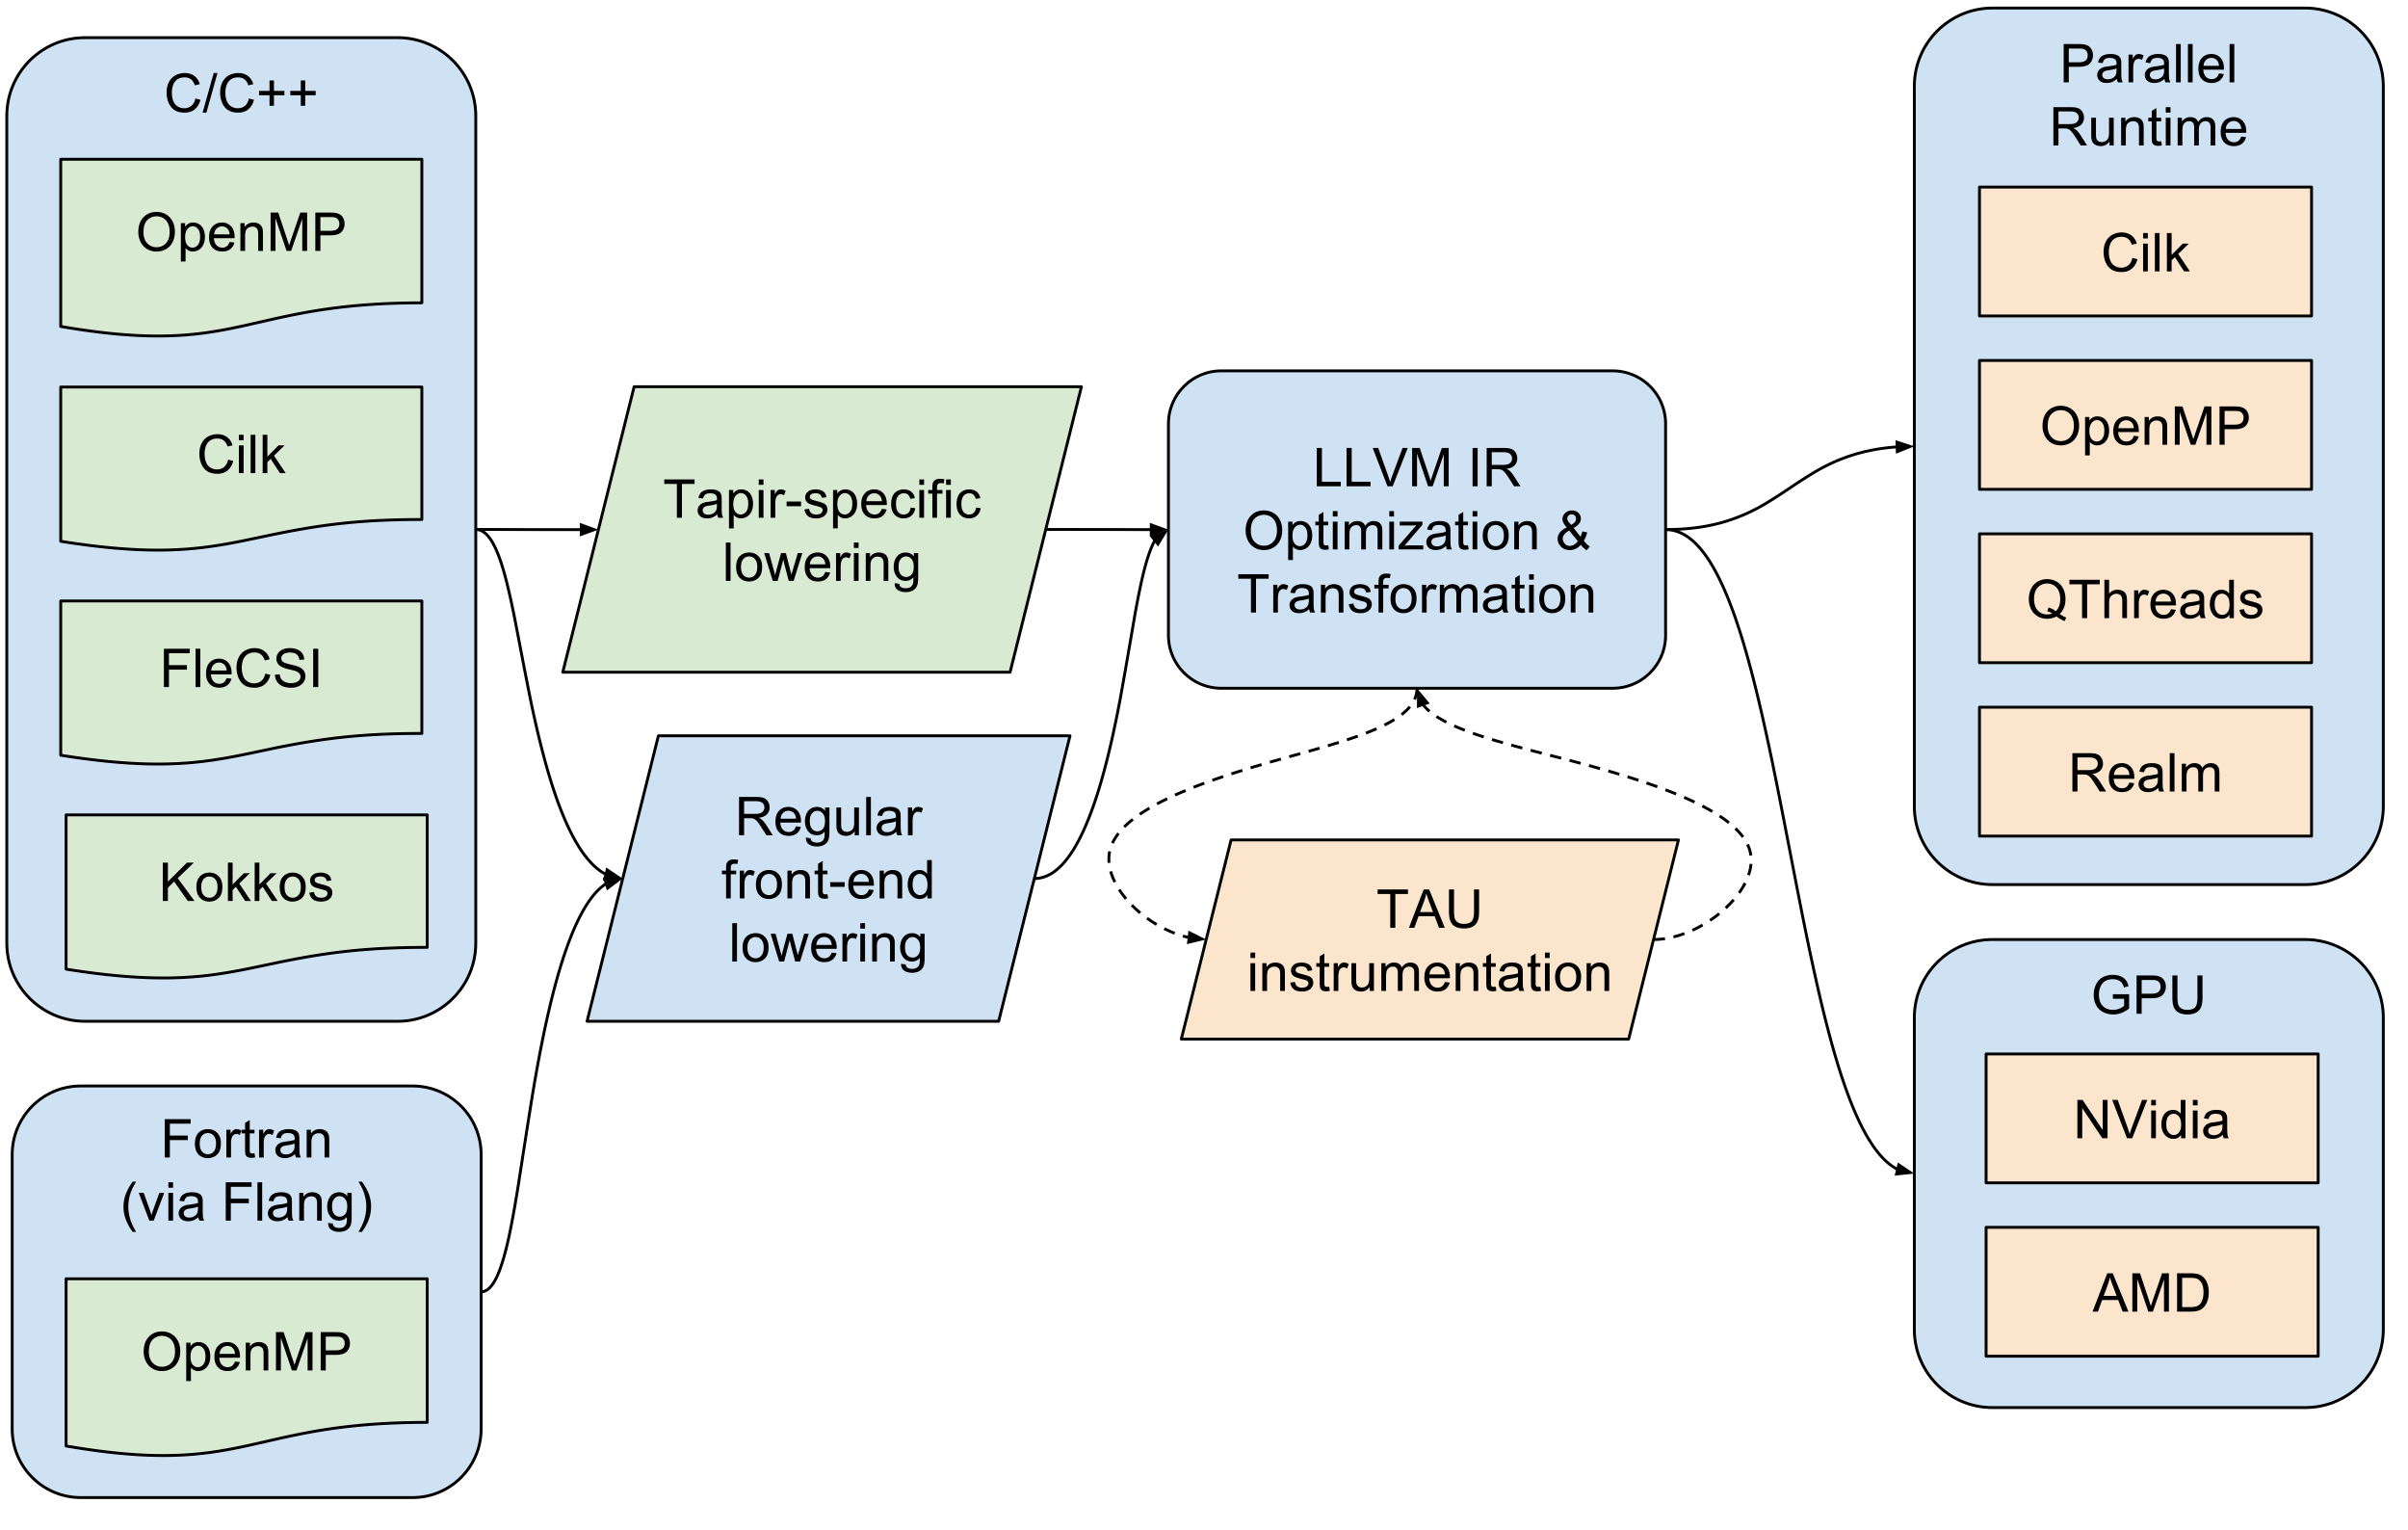 C/C++
OpenMP
Cilk
FleCSI
Kokkos
Fortran
(via Flang)
OpenMP
Tapir-specific
lowering
Regular
front-end
lowering
LLVM IR
Optimization &
Transformation
TAU
instrumentation
Parallel
Runtime
Cilk
OpenMP
QThreads
Realm
GPU
NVidia
AMD